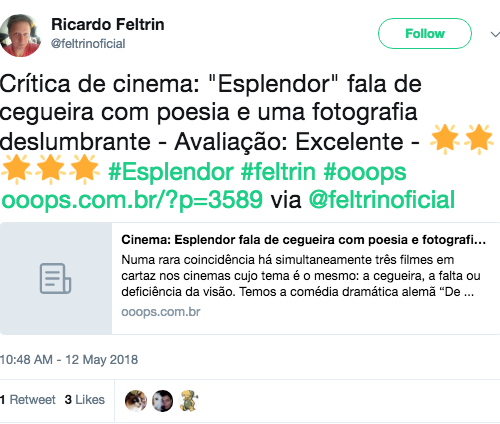 Ricardo Feltrin
@feltrinoficial
Follow
Crítica de cinema: "Esplendor" fala de
cegueira com poesia e uma fotografia
deslumbrante - Avaliação: Excelente - 🌟🌟
🌟🌟🌟 #Esplendor #feltrin #ooops
ooops.com.br/?p=3589 via @feltrinoficial
Cinema: Esplendor fala de cegueira com poesia e fotografi...
Numa rara coincidência há simultaneamente três filmes em
cartaz nos cinemas cujo tema é o mesmo: a cegueira, a falta ou
deficiência da visão. Temos a comédia dramática alemã “De ...
ooops.com.br
10:48 AM - 12 May 2018
1 Retweet 3 Likes